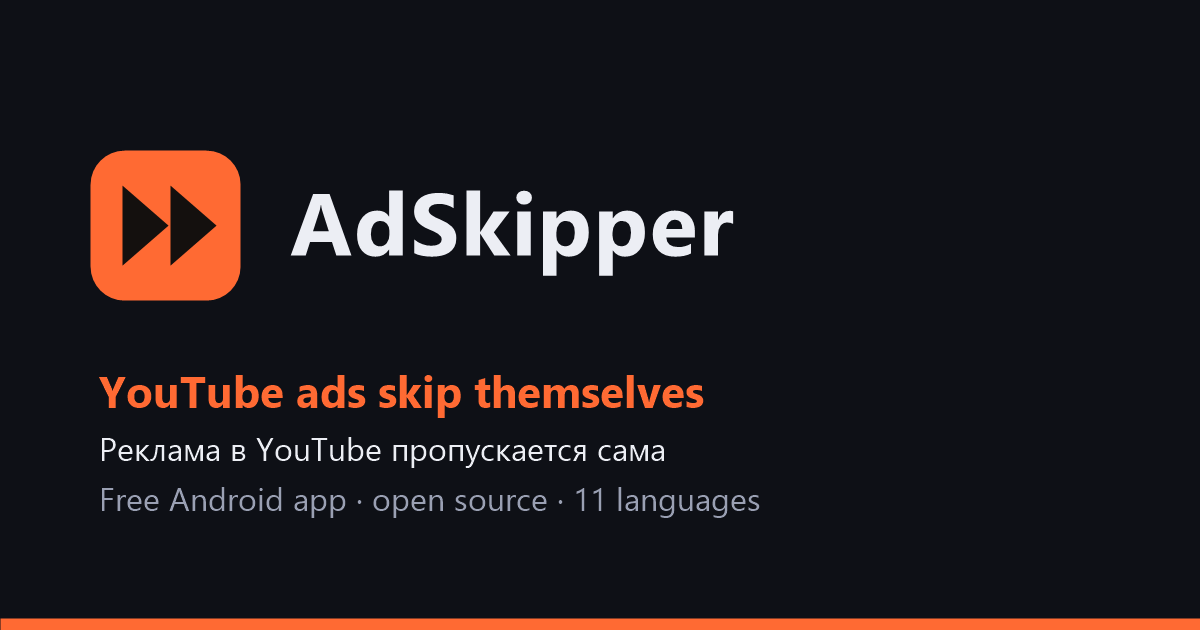 AdSkipper
YouTube ads skip themselves
Реклама в YouTube пропускается сама
Free Android app · open source · 11 languages